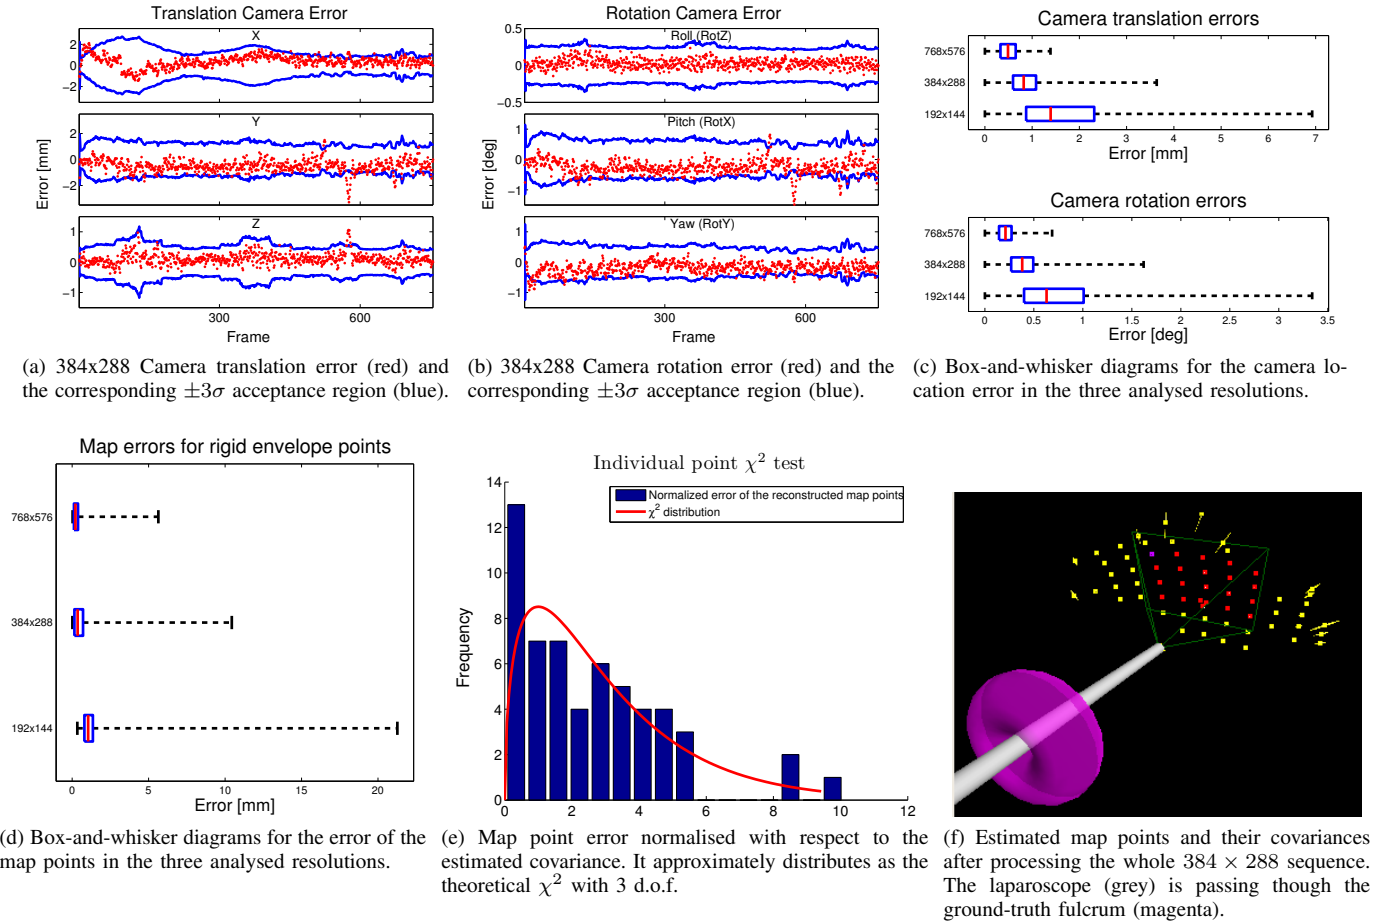 Translation Camera Error
X
2
0
−2
Y
2
0
−2
Error [mm]
Z
1
0
−1
300
600
Frame
(a) 384x288 Camera translation error (red) and
the corresponding ±3σ acceptance region (blue).
Rotation Camera Error
0.5
Roll (RotZ)
0
−0.5
Pitch (RotX)
1
0
−1
Error [deg]
Yaw (RotY)
1
0
−1
300
600
Frame
(b) 384x288 Camera rotation error (red) and the
corresponding ±3σ acceptance region (blue).
Camera translation errors
768x576
384x288
192x144
0 1 2 3 4 5 6 7
Error [mm]
Camera rotation errors
768x576
384x288
192x144
0 0.5 1 1.5 2 2.5 3 3.5
Error [deg]
(c) Box-and-whisker diagrams for the camera lo-
cation error in the three analysed resolutions.
Map errors for rigid envelope points
768x576
384x288
192x144
0 5 10 15 20
Error [mm]
(d) Box-and-whisker diagrams for the error of the
map points in the three analysed resolutions.
Individual point χ² test
14
12
10
8
6
4
2
0
Frequency
Normalized error of the reconstructed map points
χ² distribution
0 2 4 6 8 10 12
(e) Map point error normalised with respect to the
estimated covariance. It approximately distributes as the
theoretical χ² with 3 d.o.f.
(f) Estimated map points and their covariances
after processing the whole 384 × 288 sequence.
The laparoscope (grey) is passing though the
ground-truth fulcrum (magenta).